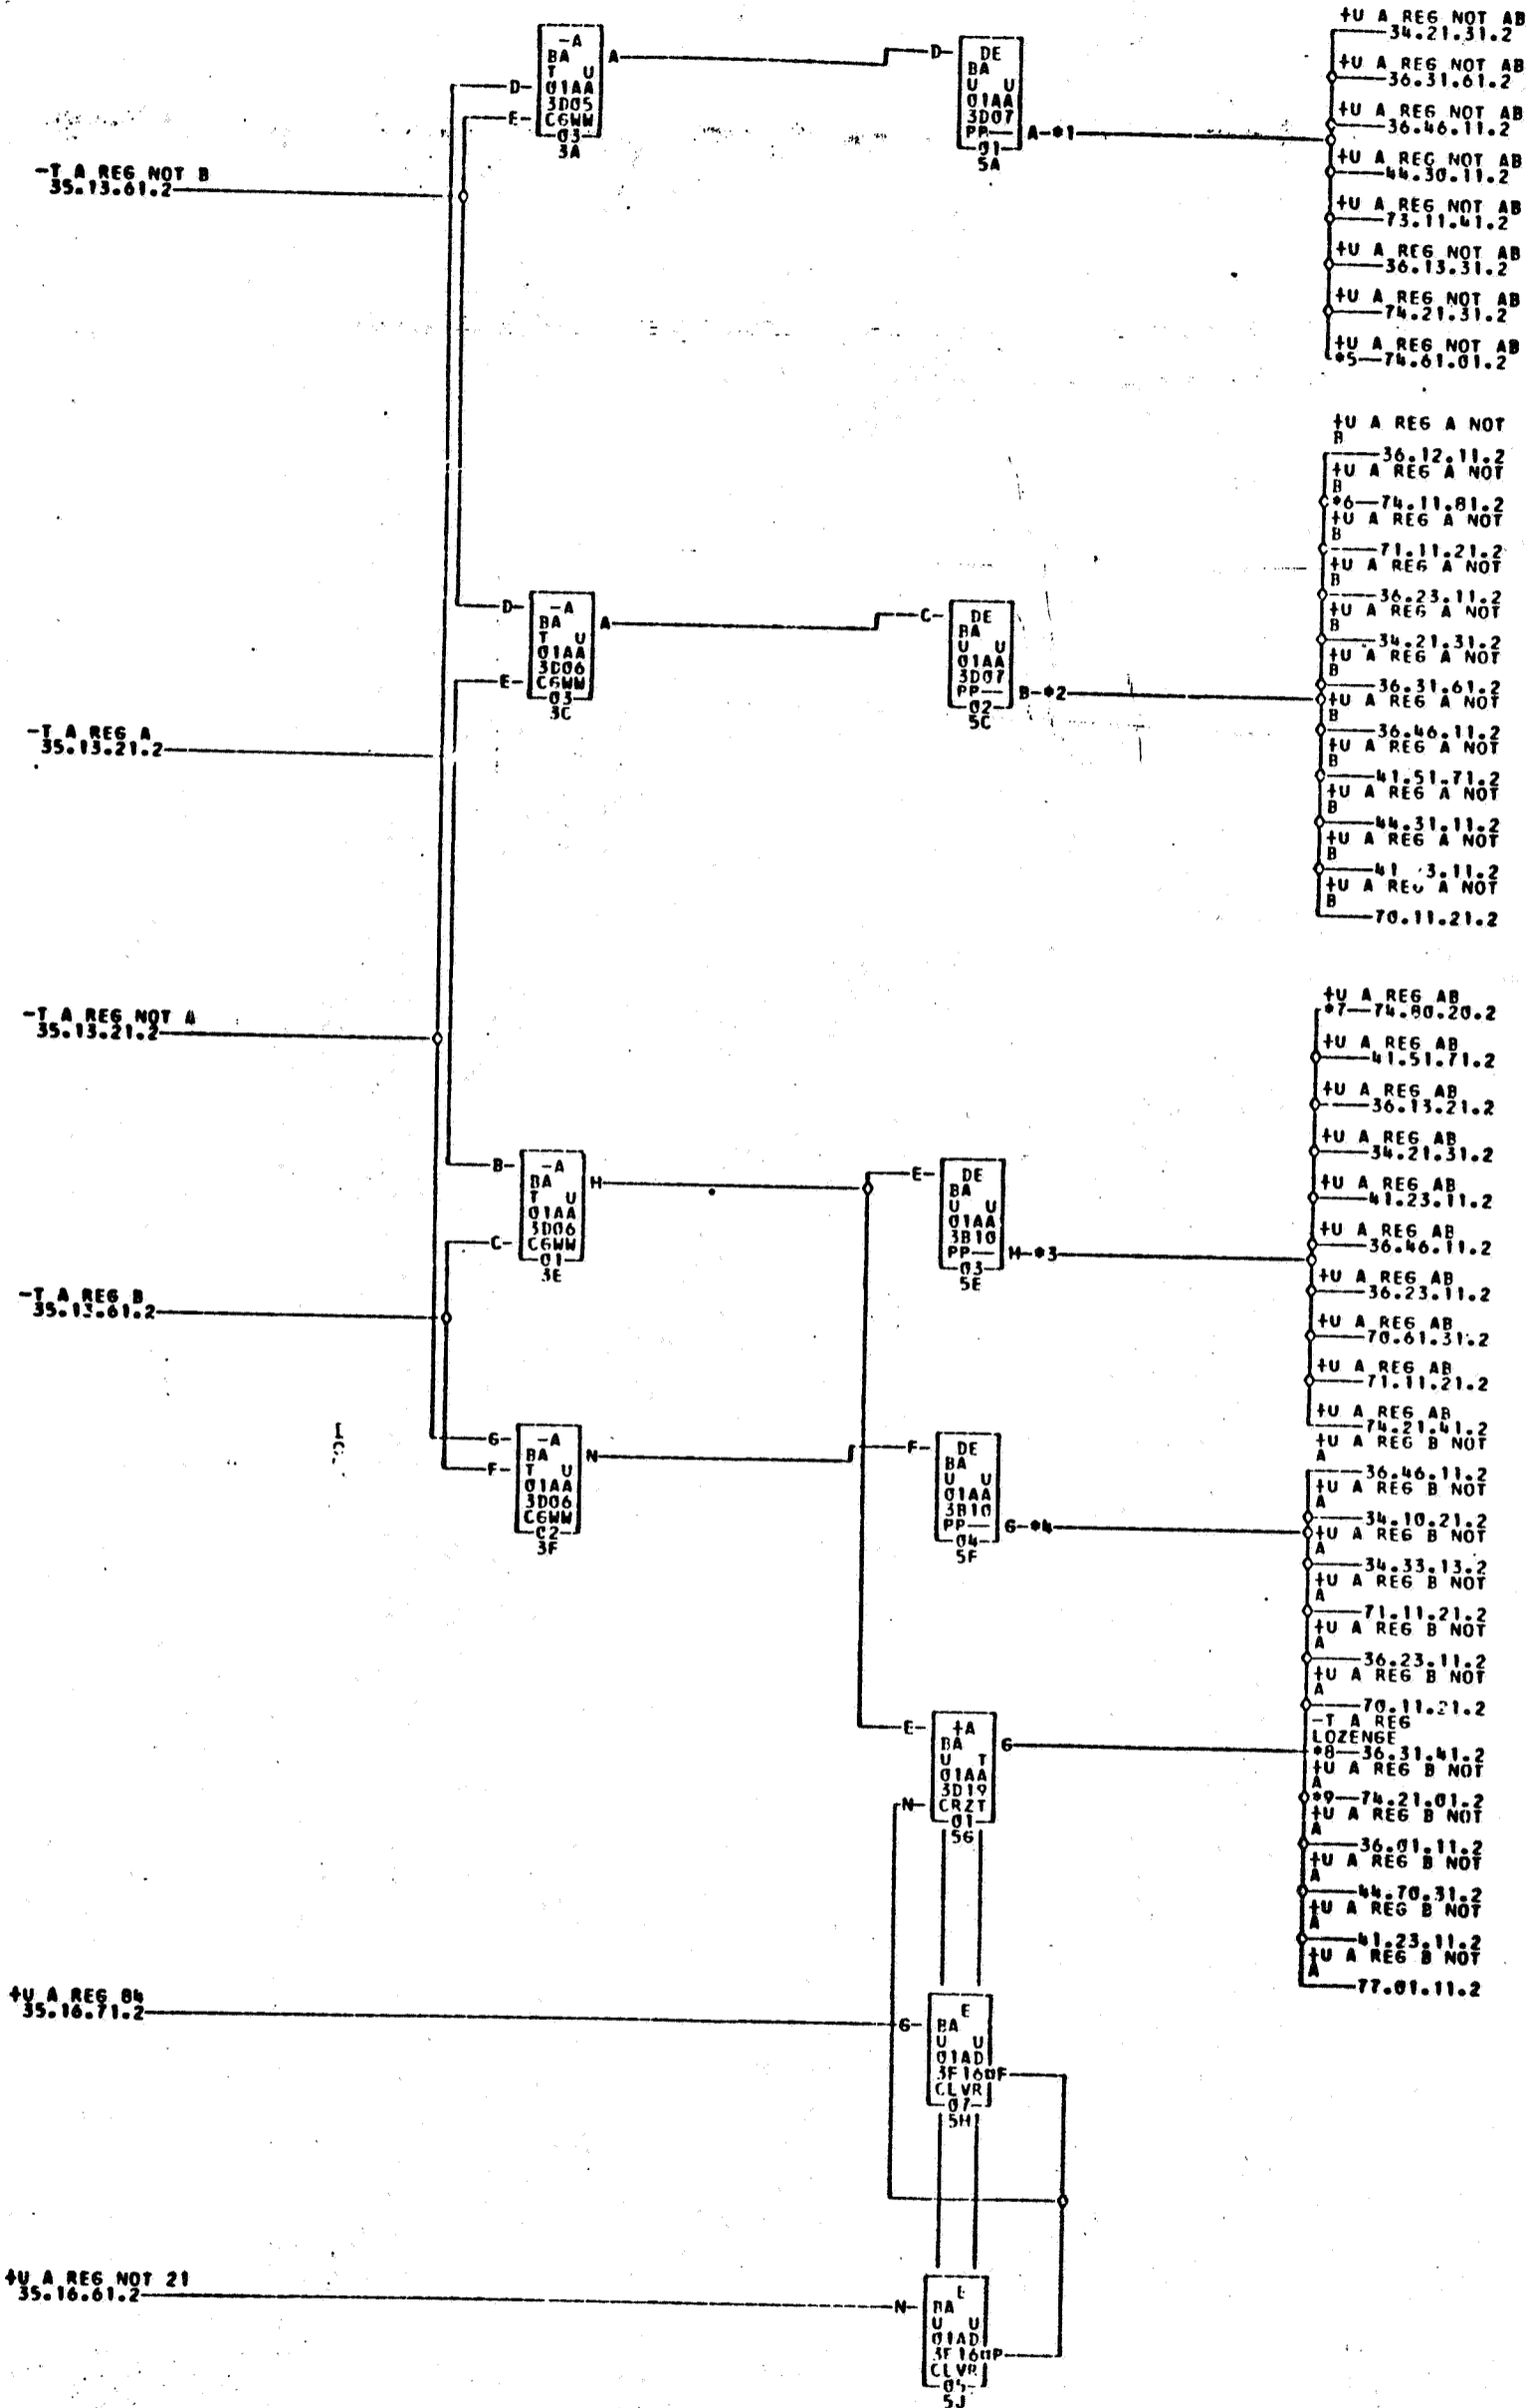 -T A REG NOT B
35.13.61.2
-T A REG A
35.13.21.2
-T A REG NOT A
35.13.21.2
-T A REG B
35.13.61.2
+U A REG 84
35.16.71.2
+U A REG NOT 21
35.16.61.2
D
E
-A
BA
T U
01AA
3D05
CGWW
03
3A
A
D
E
-A
BA
T U
01AA
3D06
CGWW
03
3C
A
B
C
-A
BA
T U
01AA
3D06
CGWW
01
3E
H
G
F
-A
BA
T U
01AA
3D06
CGWW
02
3F
N
D
DE
BA
U U
01AA
3D07
PP
01
5A
A-*1
C
DE
BA
U U
01AA
3D07
PP
02
5C
B-*2
E
DE
BA
U U
01AA
3B10
PP
03
5E
H-*3
F
DE
BA
U U
01AA
3B10
PP
04
5F
G-*4
E
N
+A
BA
U T
01AA
3D19
CRZT
01
5G
G
G
E
BA
U U
01AD
3F16
F
CLVR
07
5H
N
E
BA
U U
01AD
3F16
P
CLVR
05
5J
+U A REG NOT AB
34.21.31.2
+U A REG NOT AB
36.31.61.2
+U A REG NOT AB
36.46.11.2
+U A REG NOT AB
44.30.11.2
+U A REG NOT AB
73.11.41.2
+U A REG NOT AB
36.13.31.2
+U A REG NOT AB
74.21.31.2
+U A REG NOT AB
*5-74.61.01.2
+U A REG A NOT
B
36.12.11.2
+U A REG A NOT
B
*6-74.11.81.2
+U A REG A NOT
B
71.11.21.2
+U A REG A NOT
B
36.23.11.2
+U A REG A NOT
B
34.21.31.2
+U A REG A NOT
B
36.31.61.2
+U A REG A NOT
B
36.46.11.2
+U A REG A NOT
B
41.51.71.2
+U A REG A NOT
B
44.31.11.2
+U A REG A NOT
B
41 3.11.2
+U A REG A NOT
B
70.11.21.2
+U A REG AB
*7-74.80.20.2
+U A REG AB
41.51.71.2
+U A REG AB
36.13.21.2
+U A REG AB
34.21.31.2
+U A REG AB
41.23.11.2
+U A REG AB
36.46.11.2
+U A REG AB
36.23.11.2
+U A REG AB
70.61.31.2
+U A REG AB
71.11.21.2
+U A REG AB
74.21.41.2
+U A REG B NOT
A
36.46.11.2
+U A REG B NOT
A
34.10.21.2
+U A REG B NOT
A
34.33.13.2
+U A REG B NOT
A
71.11.21.2
+U A REG B NOT
A
36.23.11.2
+U A REG B NOT
A
70.11.21.2
-T A REG
LOZENGE
*8-36.31.41.2
+U A REG B NOT
A
*9-74.21.01.2
+U A REG B NOT
A
36.01.11.2
+U A REG B NOT
A
44.70.31.2
+U A REG B NOT
A
41.23.11.2
+U A REG B NOT
A
77.01.11.2